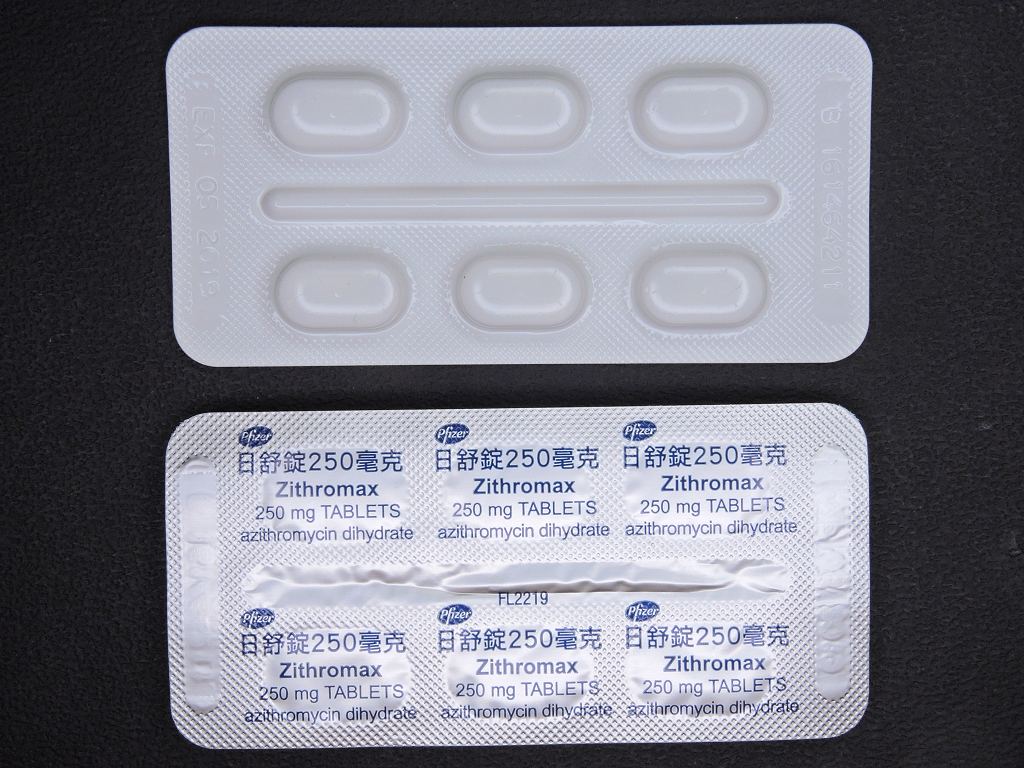 EXP 05 2019
B 161464211
Pfizer Pfizer Pfizer
日舒錠250毫克 日舒錠250毫克 日舒錠250毫克
Zithromax Zithromax Zithromax
250 mg TABLETS 250 mg TABLETS 250 mg TABLETS
azithromycin dihydrate azithromycin dihydrate azithromycin dihydrate
FL2219
Pfizer Pfizer Pfizer
日舒錠250毫克 日舒錠250毫克 日舒錠250毫克
Zithromax Zithromax Zithromax
250 mg TABLETS 250 mg TABLETS 250 mg TABLETS
azithromycin dihydrate azithromycin dihydrate azithromycin dihydrate